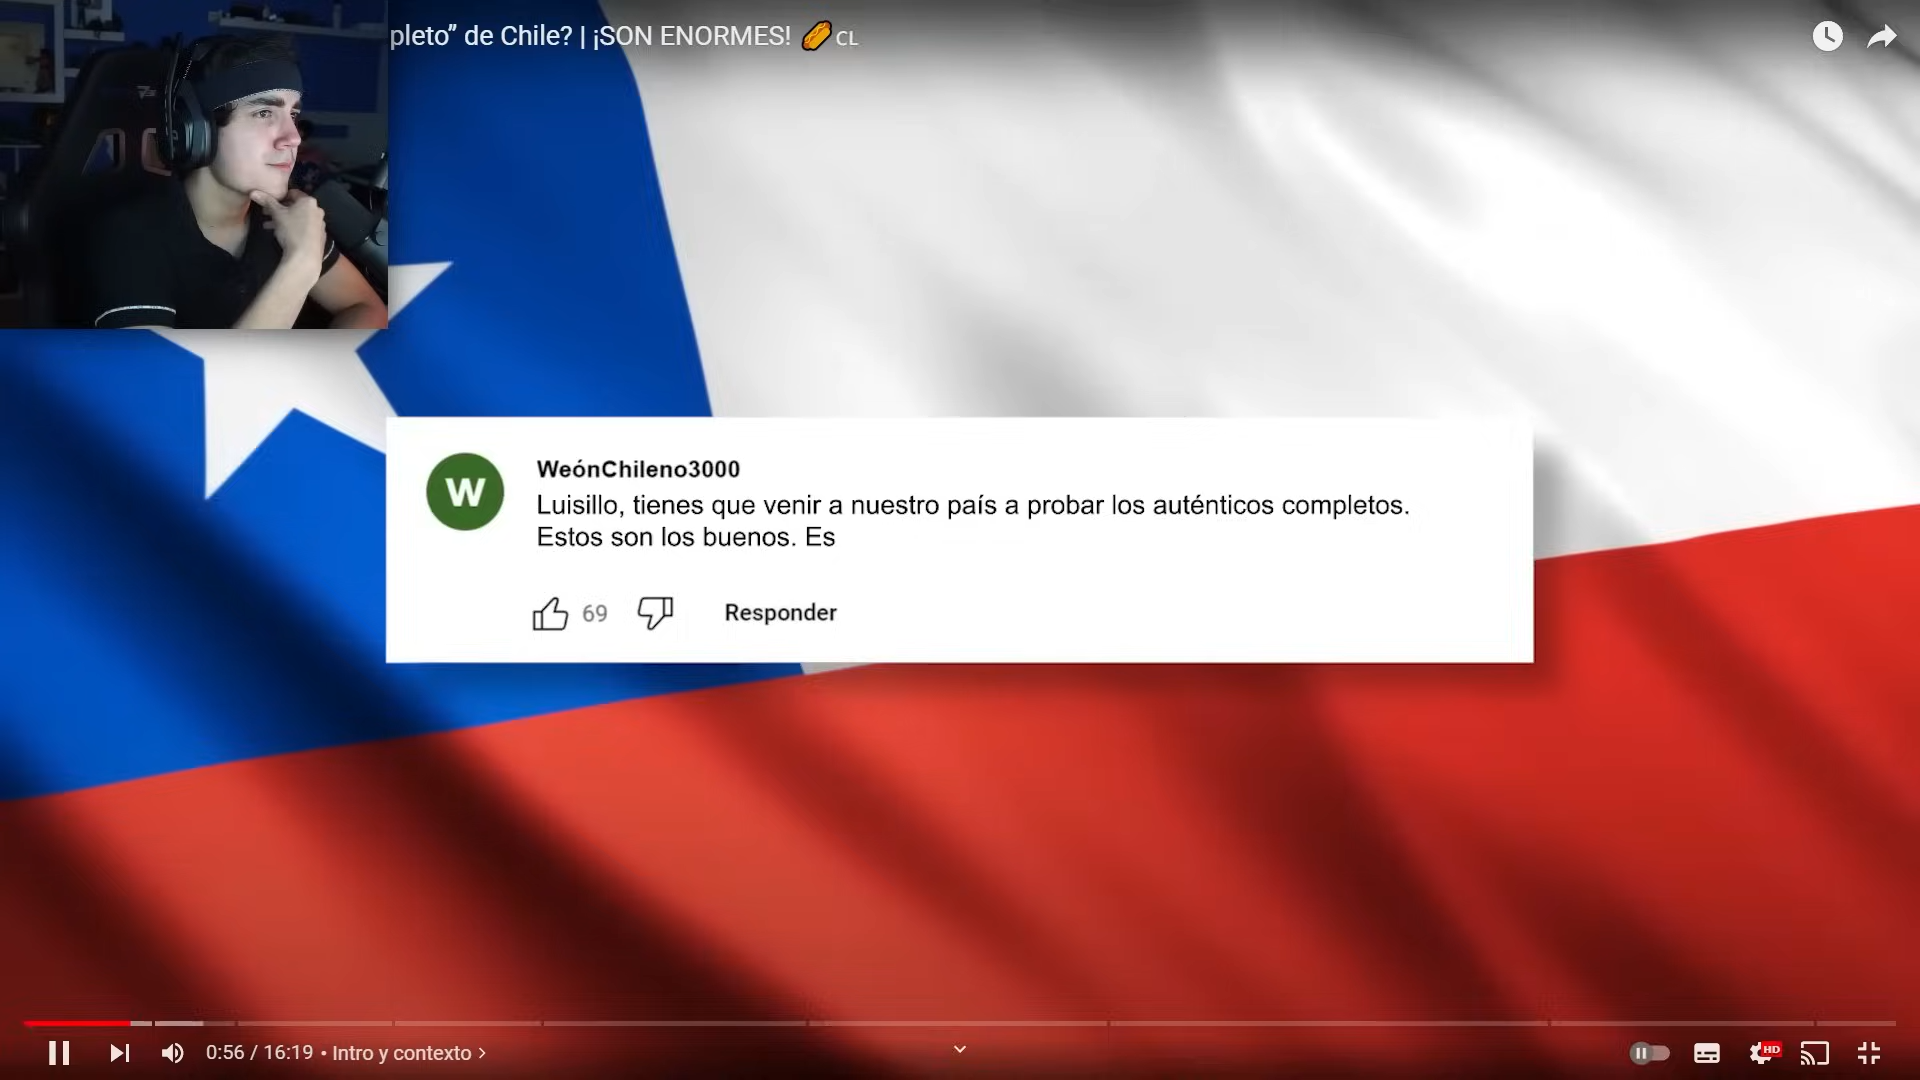 pleto” de Chile? | ¡SON ENORMES! 🌭 CL
WeónChileno3000
W
Luisillo, tienes que venir a nuestro país a probar los auténticos completos.
Estos son los buenos. Es
69
Responder
0:56 / 16:19 • Intro y contexto ›
HD